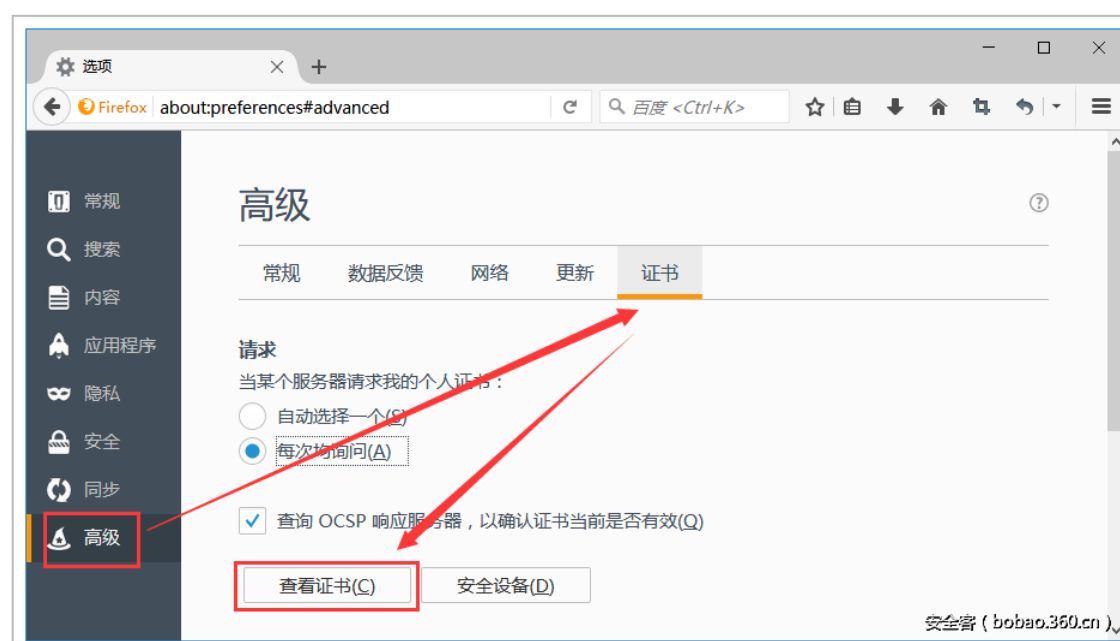 选项
Firefox about:preferences#advanced 百度 <Ctrl+K>
常规
搜索
内容
应用程序
隐私
安全
同步
高级
高级
常规 数据反馈 网络 更新 证书
请求
当某个服务器请求我的个人证书：
自动选择一个(S)
每次均询问(A)
查询 OCSP 响应服务器，以确认证书当前是否有效(Q)
查看证书(C) 安全设备(D)
安全客（bobao.360.cn）